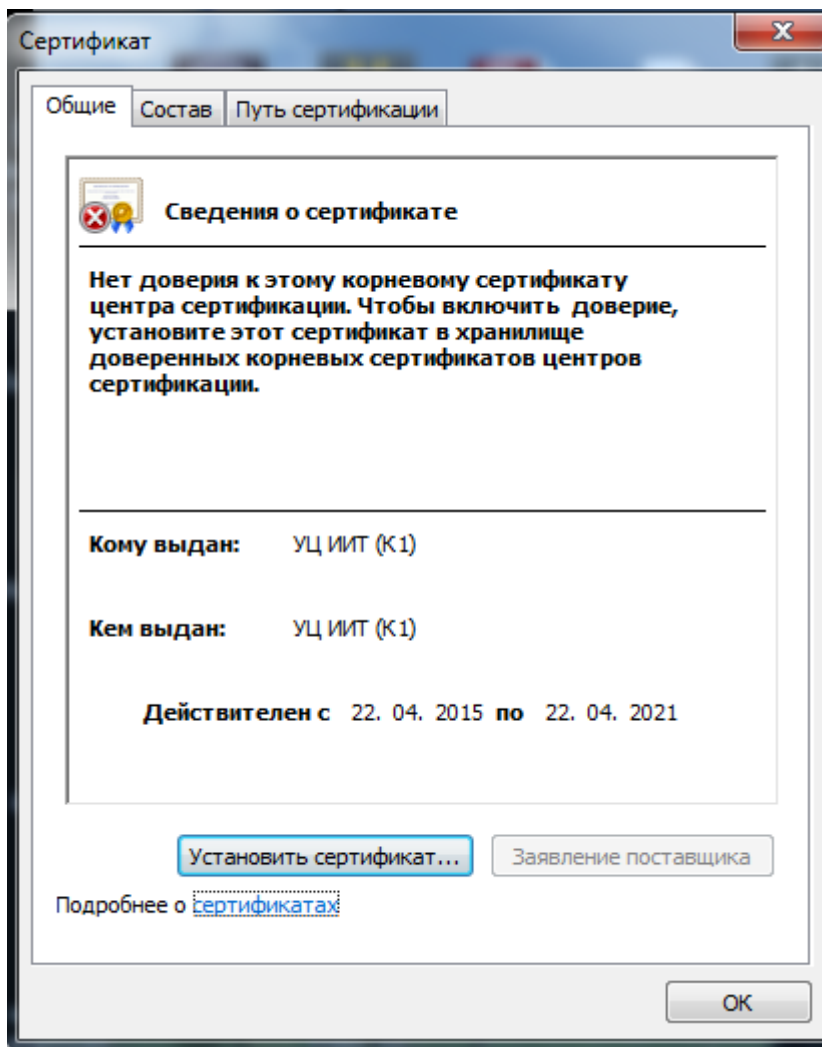 Сертификат
Общие
Состав
Путь сертификации
Сведения о сертификате
Нет доверия к этому корневому сертификату
центра сертификации. Чтобы включить доверие,
установите этот сертификат в хранилище
доверенных корневых сертификатов центров
сертификации.
Кому выдан: УЦ ИИТ (К1)
Кем выдан: УЦ ИИТ (К1)
Действителен с 22. 04. 2015 по 22. 04. 2021
Установить сертификат...
Заявление поставщика
Подробнее о сертификатах
ОК